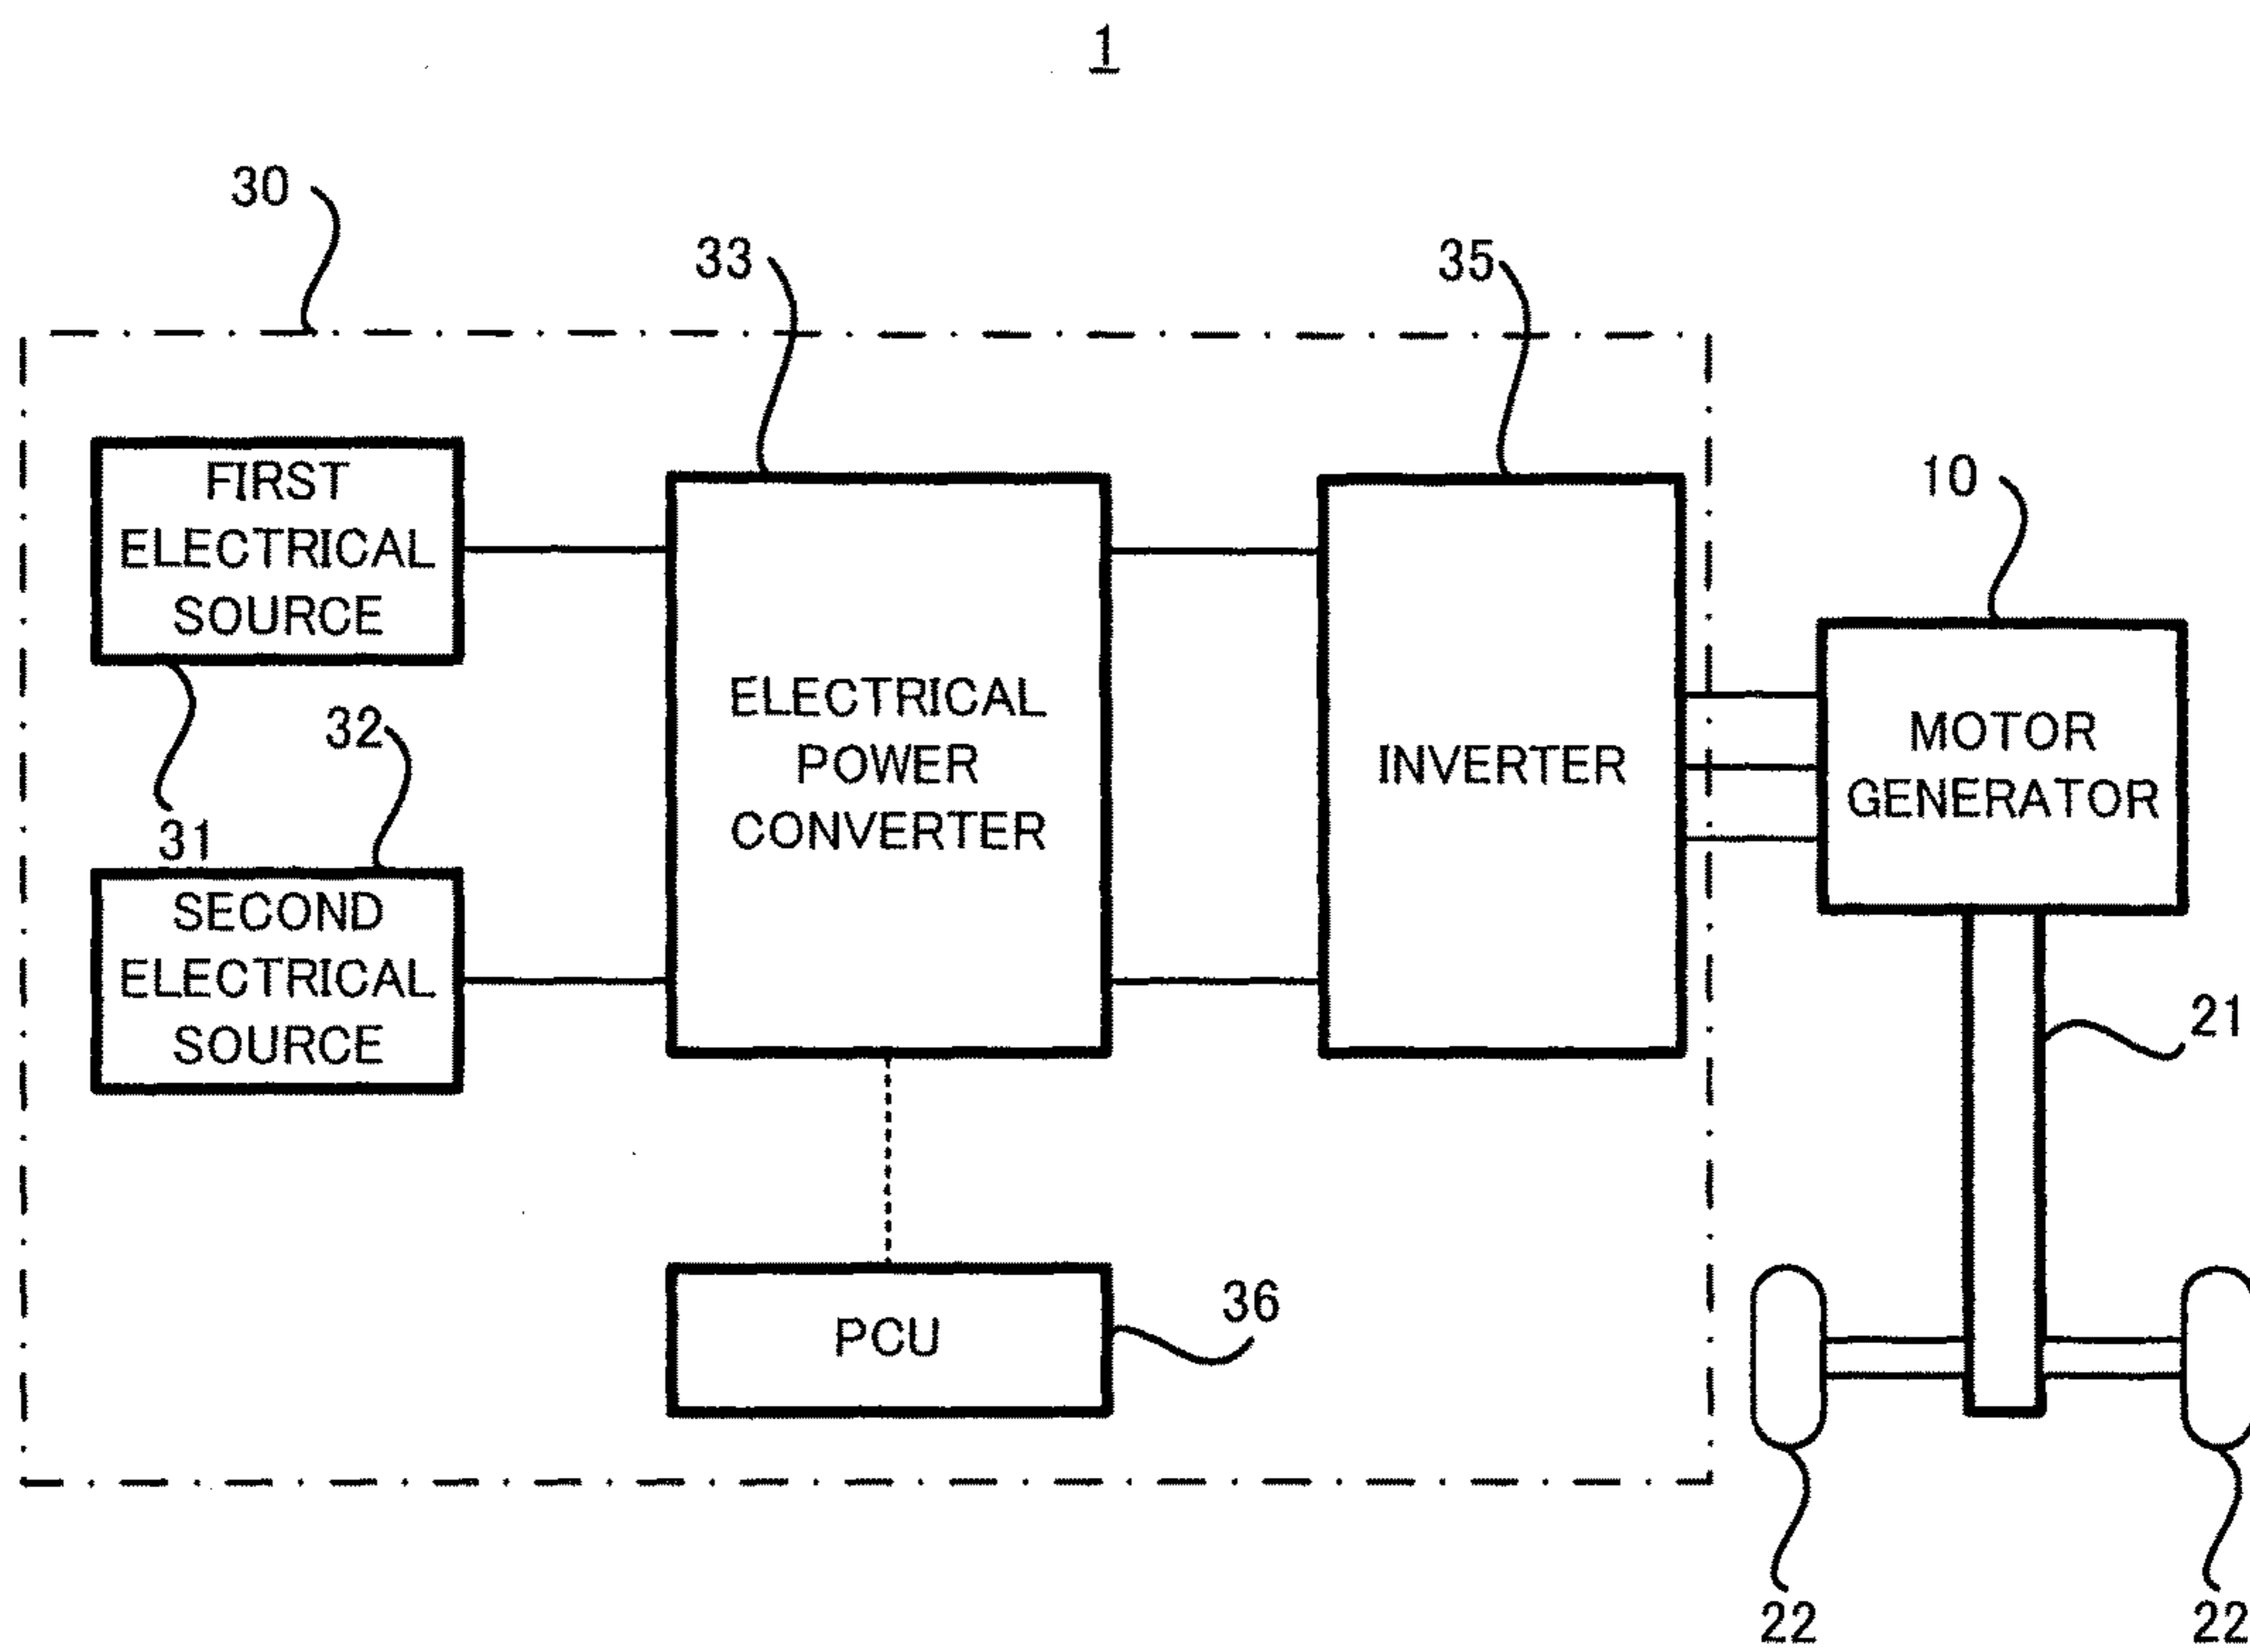 1
30
33
35
10
FIRST
ELECTRICAL
SOURCE
31
32
SECOND
ELECTRICAL
SOURCE
ELECTRICAL
POWER
CONVERTER
INVERTER
MOTOR
GENERATOR
21
PCU
36
22
22